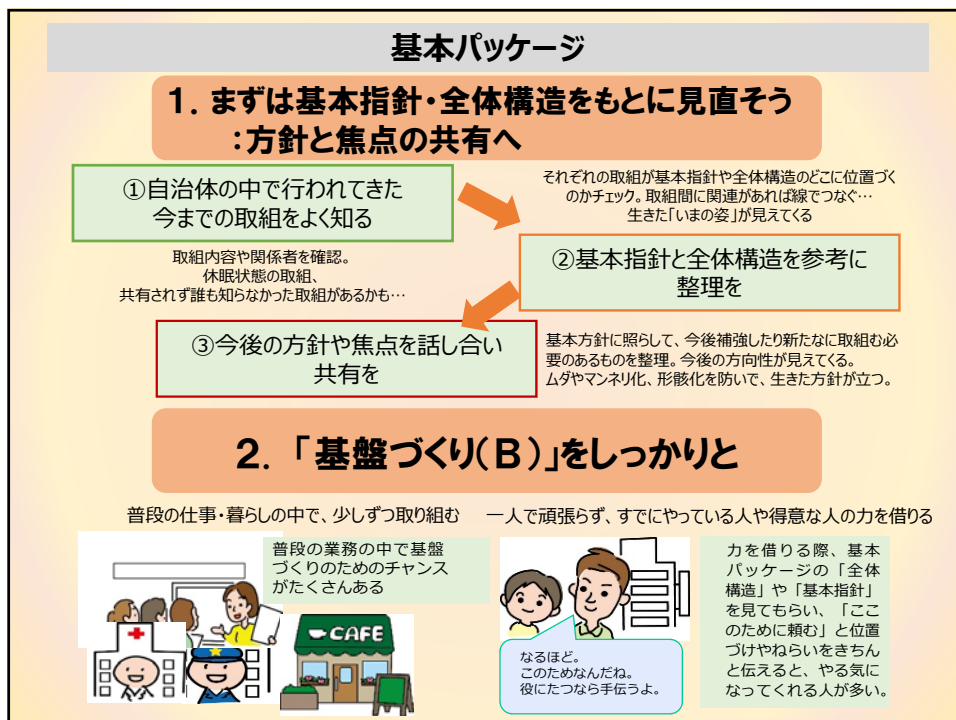 基本パッケージ
1. まずは基本指針・全体構造をもとに見直そう
:方針と焦点の共有へ
①自治体の中で行われてきた
今までの取組をよく知る
それぞれの取組が基本指針や全体構造のどこに位置づく
のかチェック。取組間に関連があれば線でつなぐ…
生きた「いまの姿」が見えてくる
取組内容や関係者を確認。
休眠状態の取組、
共有されず誰も知らなかった取組があるかも…
②基本指針と全体構造を参考に
整理を
③今後の方針や焦点を話し合い
共有を
基本方針に照らして、今後補強したり新たに取組む必
要のあるものを整理。今後の方向性が見えてくる。
ムダやマンネリ化、形骸化を防いで、生きた方針が立つ。
2. 「基盤づくり(B)」をしっかりと
普段の仕事・暮らしの中で、少しずつ取り組む
一人で頑張らず、すでにやっている人や得意な人の力を借りる
普段の業務の中で基盤
づくりのためのチャンス
がたくさんある
CAFE
なるほど。
このためなんだね。
役にたつなら手伝うよ。
力を借りる際、基本
パッケージの「全体
構造」や「基本指針」
を見てもらい、「ここ
のために頼む」と位置
づけやねらいをきちん
と伝えると、やる気に
なってくれる人が多い。